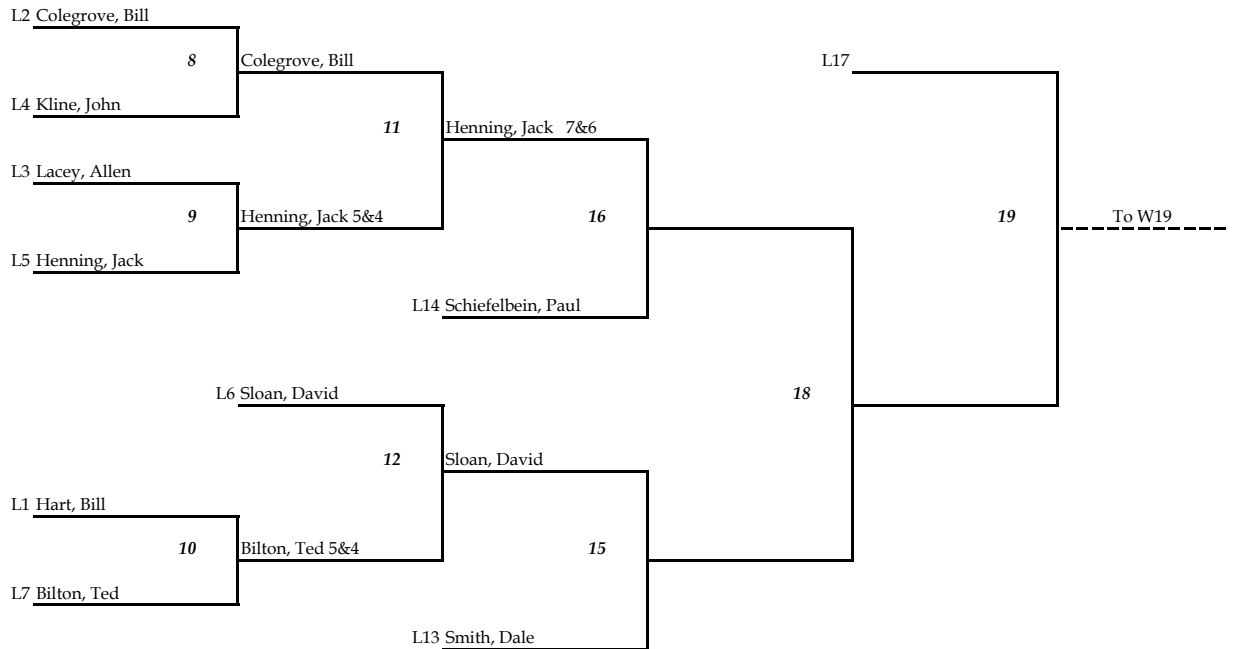 L2 Colegrove, Bill
8 Colegrove, Bill L17
L4 Kline, John
11 Henning, Jack 7&6
L3 Lacey, Allen
9 Henning, Jack 5&4 16 19 To W19
L5 Henning, Jack
L14 Schiefelbein, Paul
L6 Sloan, David 18
12 Sloan, David
L1 Hart, Bill
10 Bilton, Ted 5&4 15
L7 Bilton, Ted
L13 Smith, Dale